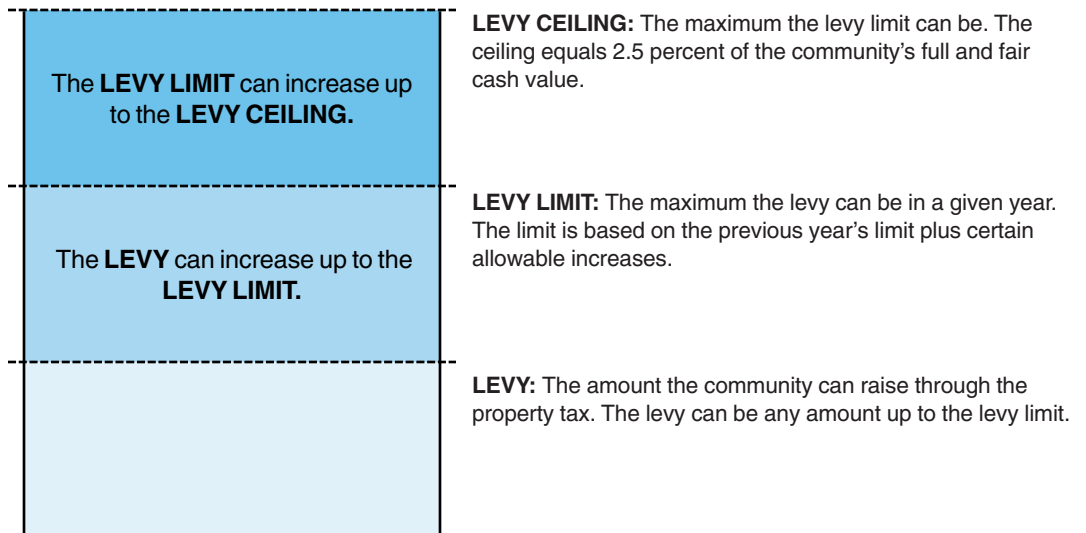 The LEVY LIMIT can increase up
to the LEVY CEILING.
LEVY CEILING: The maximum the levy limit can be. The
ceiling equals 2.5 percent of the community’s full and fair
cash value.
The LEVY can increase up to the
LEVY LIMIT.
LEVY LIMIT: The maximum the levy can be in a given year.
The limit is based on the previous year’s limit plus certain
allowable increases.
LEVY: The amount the community can raise through the
property tax. The levy can be any amount up to the levy limit.